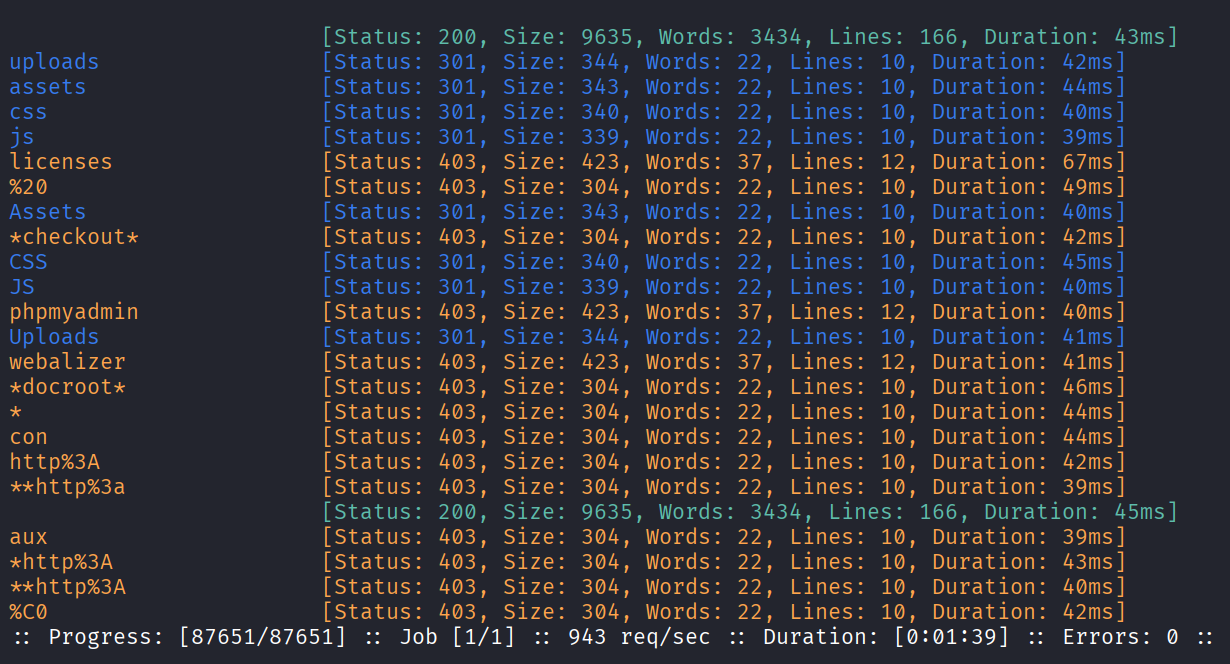 [Status: 200, Size: 9635, Words: 3434, Lines: 166, Duration: 43ms]
uploads [Status: 301, Size: 344, Words: 22, Lines: 10, Duration: 42ms]
assets [Status: 301, Size: 343, Words: 22, Lines: 10, Duration: 44ms]
css [Status: 301, Size: 340, Words: 22, Lines: 10, Duration: 40ms]
js [Status: 301, Size: 339, Words: 22, Lines: 10, Duration: 39ms]
licenses [Status: 403, Size: 423, Words: 37, Lines: 12, Duration: 67ms]
%20 [Status: 403, Size: 304, Words: 22, Lines: 10, Duration: 49ms]
Assets [Status: 301, Size: 343, Words: 22, Lines: 10, Duration: 40ms]
*checkout* [Status: 403, Size: 304, Words: 22, Lines: 10, Duration: 42ms]
CSS [Status: 301, Size: 340, Words: 22, Lines: 10, Duration: 45ms]
JS [Status: 301, Size: 339, Words: 22, Lines: 10, Duration: 40ms]
phpmyadmin [Status: 403, Size: 423, Words: 37, Lines: 12, Duration: 40ms]
Uploads [Status: 301, Size: 344, Words: 22, Lines: 10, Duration: 41ms]
webalizer [Status: 403, Size: 423, Words: 37, Lines: 12, Duration: 41ms]
*docroot* [Status: 403, Size: 304, Words: 22, Lines: 10, Duration: 46ms]
* [Status: 403, Size: 304, Words: 22, Lines: 10, Duration: 44ms]
con [Status: 403, Size: 304, Words: 22, Lines: 10, Duration: 44ms]
http%3A [Status: 403, Size: 304, Words: 22, Lines: 10, Duration: 42ms]
**http%3a [Status: 403, Size: 304, Words: 22, Lines: 10, Duration: 39ms]
[Status: 200, Size: 9635, Words: 3434, Lines: 166, Duration: 45ms]
aux [Status: 403, Size: 304, Words: 22, Lines: 10, Duration: 39ms]
*http%3A [Status: 403, Size: 304, Words: 22, Lines: 10, Duration: 43ms]
**http%3A [Status: 403, Size: 304, Words: 22, Lines: 10, Duration: 40ms]
%C0 [Status: 403, Size: 304, Words: 22, Lines: 10, Duration: 42ms]
:: Progress: [87651/87651] :: Job [1/1] :: 943 req/sec :: Duration: [0:01:39] :: Errors: 0 ::